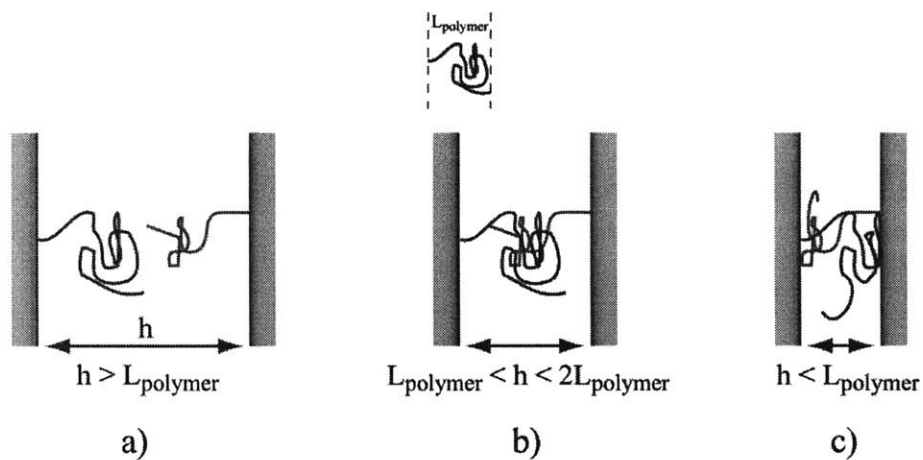 Lpolymer
h
h > Lpolymer
Lpolymer < h < 2Lpolymer
h < Lpolymer
a)
b)
c)